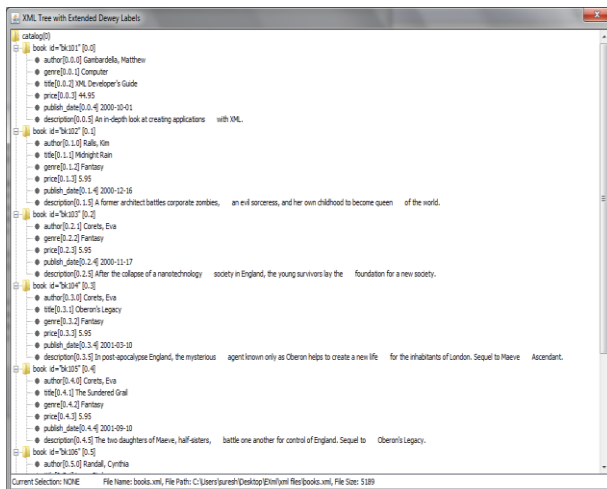 XML Tree with Extended Dewey Labels
catalog[0]
book id="bk101" [0.0]
author[0.0.0] Gambardella, Matthew
genre[0.0.1] Computer
title[0.0.2] XML Developer's Guide
price[0.0.3] 44.95
publish_date[0.0.4] 2000-10-01
description[0.0.5] An in-depth look at creating applications with XML.
book id="bk102" [0.1]
author[0.1.0] Ralls, Kim
title[0.1.1] Midnight Rain
genre[0.1.2] Fantasy
price[0.1.3] 5.95
publish_date[0.1.4] 2000-12-16
description[0.1.5] A former architect battles corporate zombies, an evil sorceress, and her own childhood to become queen of the world.
book id="bk103" [0.2]
author[0.2.1] Corets, Eva
genre[0.2.2] Fantasy
price[0.2.3] 5.95
publish_date[0.2.4] 2000-11-17
description[0.2.5] After the collapse of a nanotechnology society in England, the young survivors lay the foundation for a new society.
book id="bk104" [0.3]
author[0.3.0] Corets, Eva
title[0.3.1] Oberon's Legacy
genre[0.3.2] Fantasy
price[0.3.3] 5.95
publish_date[0.3.4] 2001-03-10
description[0.3.5] In post-apocalypse England, the mysterious agent known only as Oberon helps to create a new life for the inhabitants of London. Sequel to Maeve Ascendant.
book id="bk105" [0.4]
author[0.4.0] Corets, Eva
title[0.4.1] The Sundered Grail
genre[0.4.2] Fantasy
price[0.4.3] 5.95
publish_date[0.4.4] 2001-09-10
description[0.4.5] The two daughters of Maeve, half-sisters, battle one another for control of England. Sequel to Oberon's Legacy.
book id="bk106" [0.5]
author[0.5.0] Randall, Cynthia
Current Selection: NONE File Name: books.xml, File Path: C:\Users\suresh\Desktop\EXml\xml files\books.xml, File Size: 5189